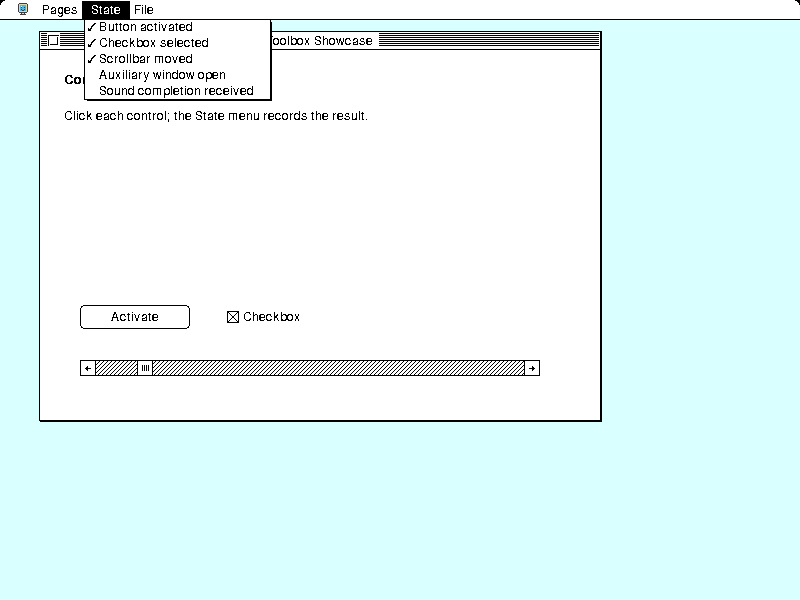 Pages State File
✓Button activated
✓Checkbox selected
✓Scrollbar moved
Auxiliary window open
Sound completion received
oolbox Showcase
Click each control; the State menu records the result.
Activate
Checkbox